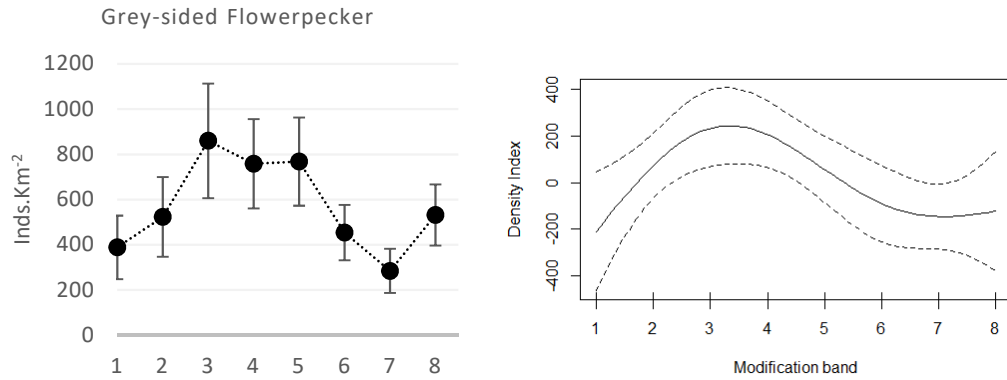 Grey-sided Flowerpecker
Inds.Km-2
1200
1000
800
600
400
200
0
1 2 3 4 5 6 7 8
Density Index
400
200
0
-200
-400
1 2 3 4 5 6 7 8
Modification band